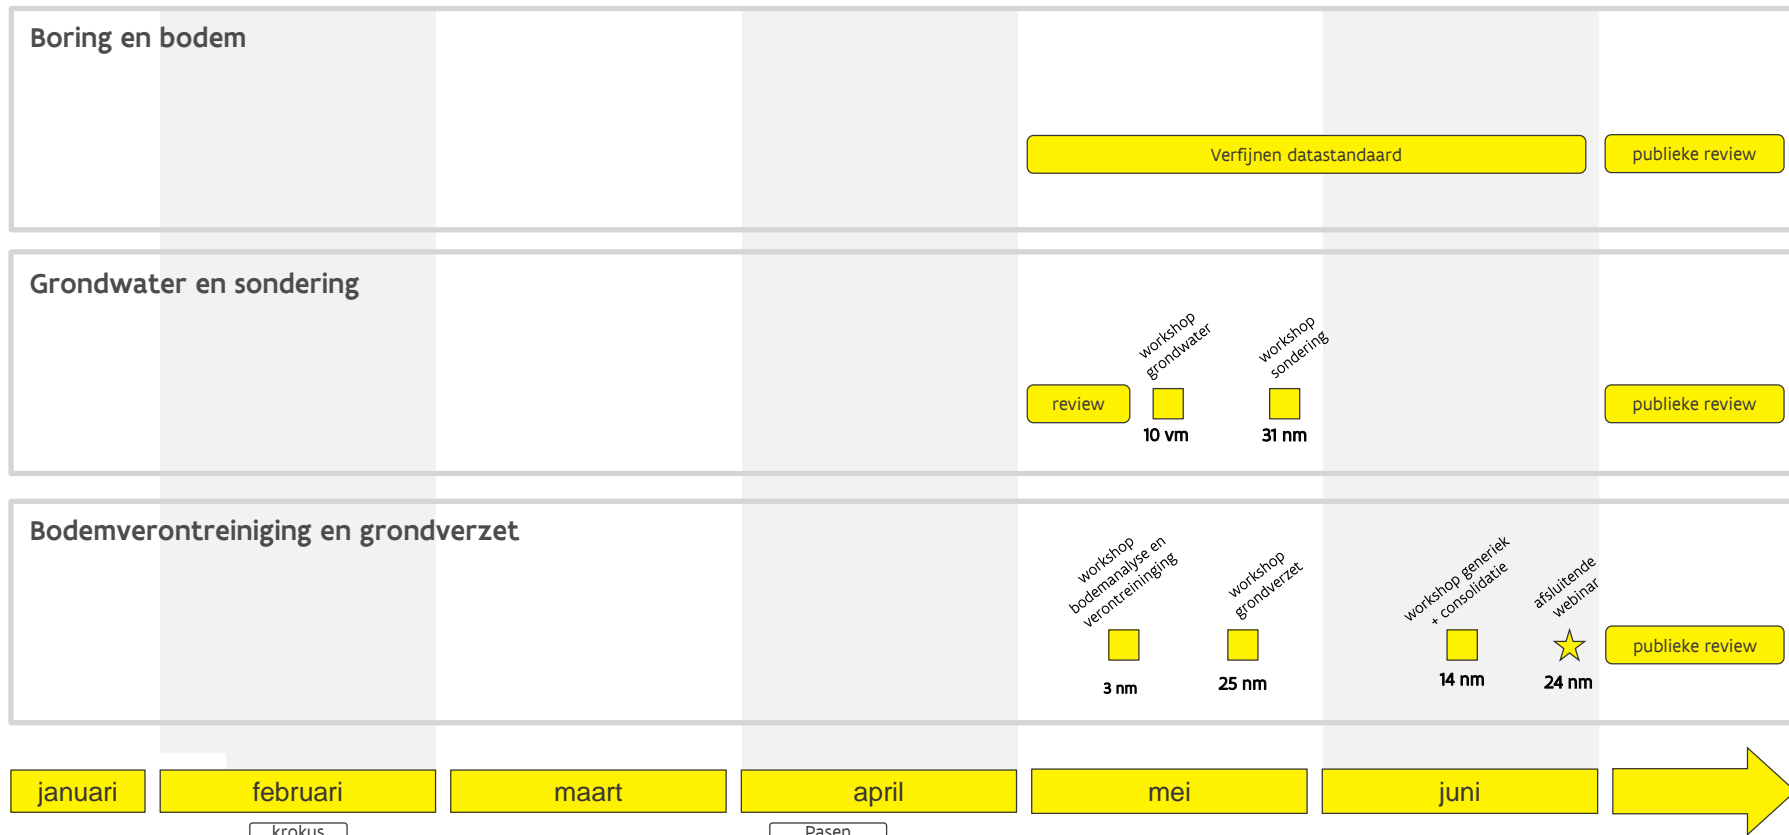 Boring en bodem
Verfijnen datastandaard
publieke review
Grondwater en sondering
workshop
grondwater
workshop
sondering
review
publieke review
10 vm
31 nm
Bodemverontreiniging en grondverzet
workshop
bodemanalyse en
verontreininging
workshop
grondverzet
workshop generiek
+ consolidatie
afsluitende
webinar
publieke review
3 nm
25 nm
14 nm
24 nm
januari
februari
maart
april
mei
juni
krokus
Pasen